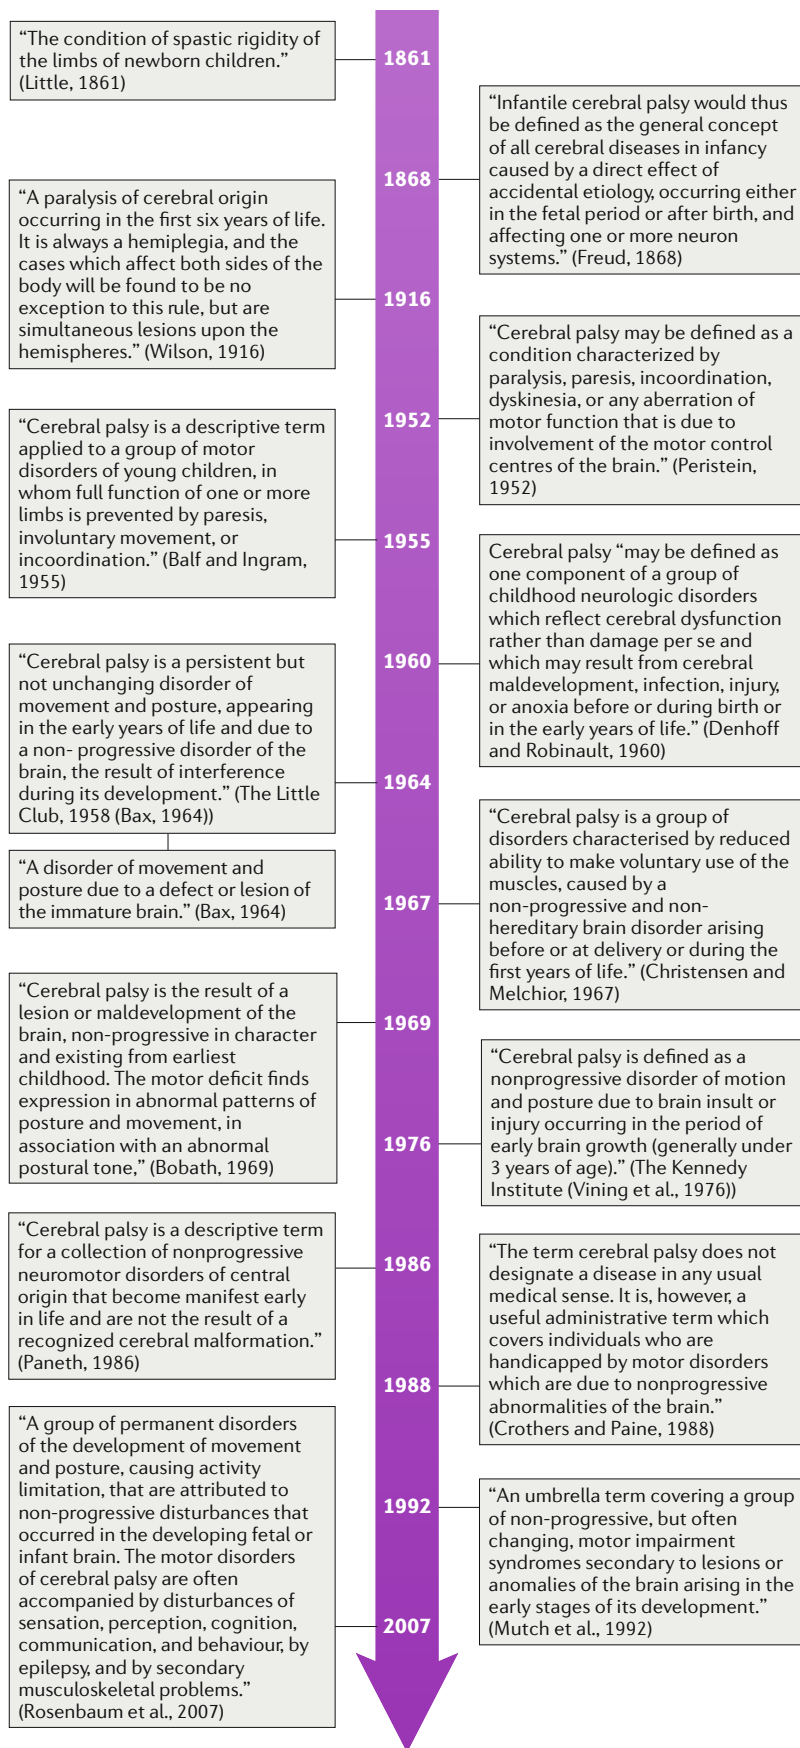 “The condition of spastic rigidity of
the limbs of newborn children.”
(Little, 1861)
1861
“Infantile cerebral palsy would thus
be defined as the general concept
of all cerebral diseases in infancy
caused by a direct effect of
accidental etiology, occurring either
in the fetal period or after birth, and
affecting one or more neuron
systems.” (Freud, 1868)
1868
“A paralysis of cerebral origin
occurring in the first six years of life.
It is always a hemiplegia, and the
cases which affect both sides of the
body will be found to be no
exception to this rule, but are
simultaneous lesions upon the
hemispheres.” (Wilson, 1916)
1916
“Cerebral palsy may be defined as a
condition characterized by
paralysis, paresis, incoordination,
dyskinesia, or any aberration of
motor function that is due to
involvement of the motor control
centres of the brain.” (Peristein,
1952)
1952
“Cerebral palsy is a descriptive term
applied to a group of motor
disorders of young children, in
whom full function of one or more
limbs is prevented by paresis,
involuntary movement, or
incoordination.” (Balf and Ingram,
1955)
1955
Cerebral palsy “may be defined as
one component of a group of
childhood neurologic disorders
which reflect cerebral dysfunction
rather than damage per se and
which may result from cerebral
maldevelopment, infection, injury,
or anoxia before or during birth or
in the early years of life.” (Denhoff
and Robinault, 1960)
1960
“Cerebral palsy is a persistent but
not unchanging disorder of
movement and posture, appearing
in the early years of life and due to
a non- progressive disorder of the
brain, the result of interference
during its development.” (The Little
Club, 1958 (Bax, 1964))
1964
“A disorder of movement and
posture due to a defect or lesion of
the immature brain.” (Bax, 1964)
“Cerebral palsy is a group of
disorders characterised by reduced
ability to make voluntary use of the
muscles, caused by a
non-progressive and non-
hereditary brain disorder arising
before or at delivery or during the
first years of life.” (Christensen and
Melchior, 1967)
1967
“Cerebral palsy is the result of a
lesion or maldevelopment of the
brain, non-progressive in character
and existing from earliest
childhood. The motor deficit finds
expression in abnormal patterns of
posture and movement, in
association with an abnormal
postural tone,” (Bobath, 1969)
1969
“Cerebral palsy is defined as a
nonprogressive disorder of motion
and posture due to brain insult or
injury occurring in the period of
early brain growth (generally under
3 years of age).” (The Kennedy
Institute (Vining et al., 1976))
1976
“Cerebral palsy is a descriptive term
for a collection of nonprogressive
neuromotor disorders of central
origin that become manifest early
in life and are not the result of
a recognized cerebral malformation.”
(Paneth, 1986)
1986
“The term cerebral palsy does not
designate a disease in any usual
medical sense. It is, however, a
useful administrative term which
covers individuals who are
handicapped by motor disorders
which are due to nonprogressive
abnormalities of the brain.”
(Crothers and Paine, 1988)
1988
“A group of permanent disorders
of the development of movement
and posture, causing activity
limitation, that are attributed to
non-progressive disturbances that
occurred in the developing fetal or
infant brain. The motor disorders
of cerebral palsy are often
accompanied by disturbances of
sensation, perception, cognition,
communication, and behaviour, by
epilepsy, and by secondary
musculoskeletal problems.”
(Rosenbaum et al., 2007)
1992
“An umbrella term covering a group
of non-progressive, but often
changing, motor impairment
syndromes secondary to lesions or
anomalies of the brain arising in the
early stages of its development.”
(Mutch et al., 1992)
2007